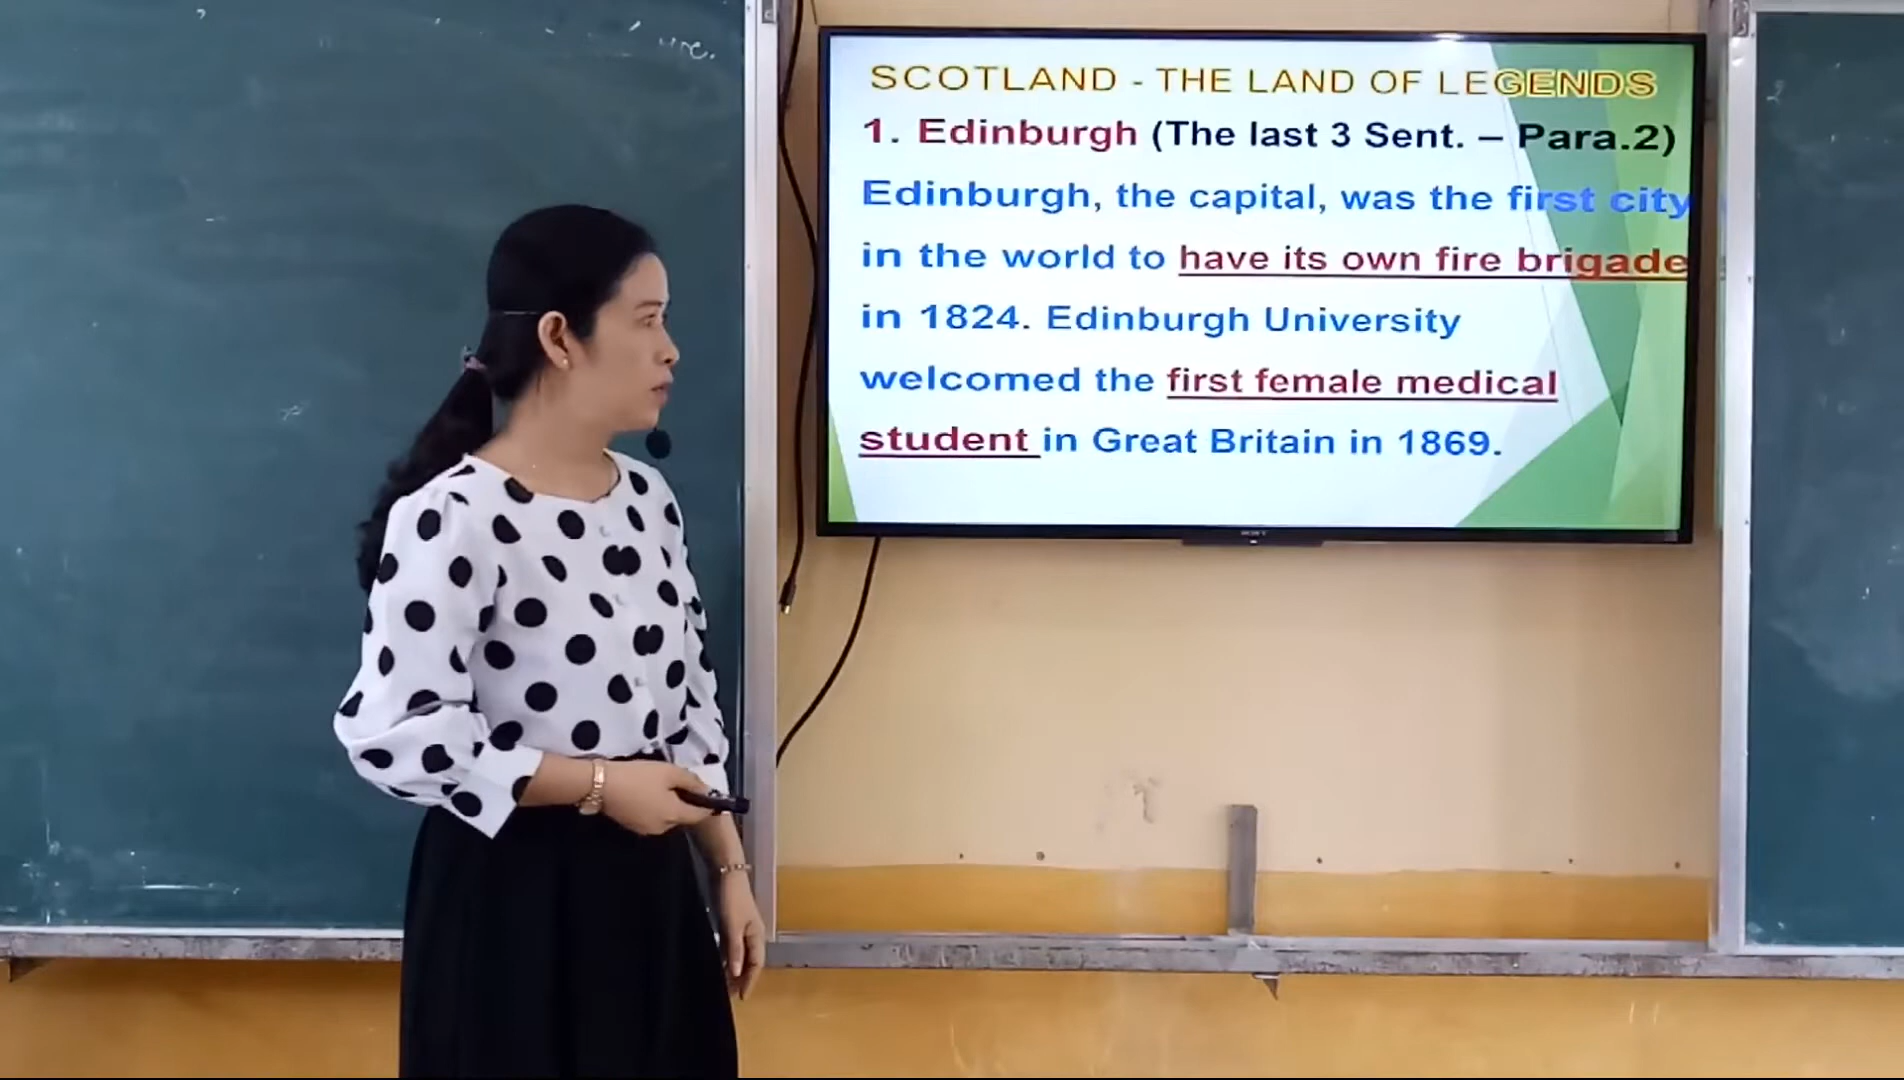 SCOTLAND - THE LAND OF LEGENDS
1. Edinburgh (The last 3 Sent. – Para.2)
Edinburgh, the capital, was the first city
in the world to have its own fire brigade
in 1824. Edinburgh University
welcomed the first female medical
student in Great Britain in 1869.
SONY